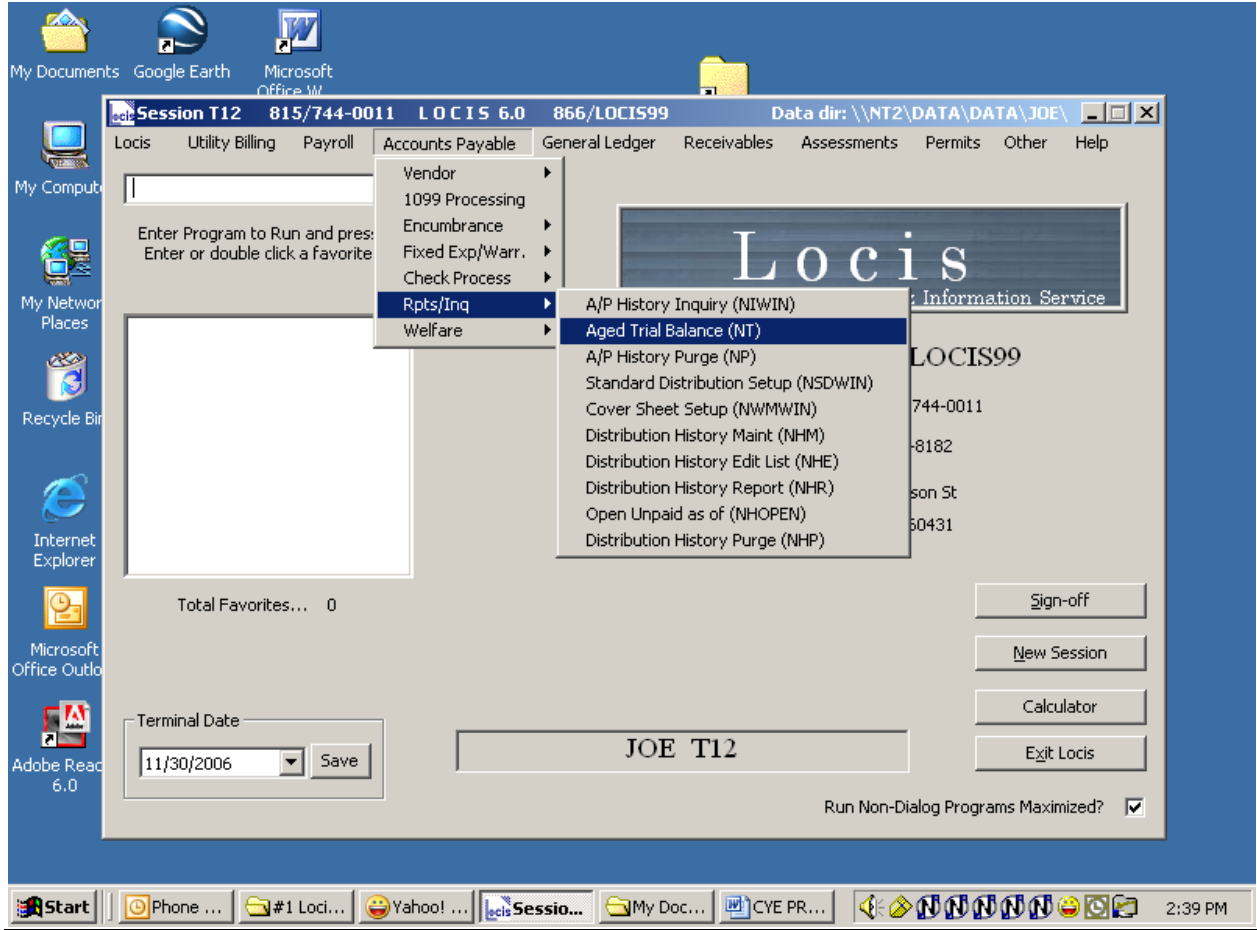 My Documents
Google Earth
Microsoft
Office W
Session T12 815/744-0011 L O C I S 6.0 866/LOCIS99 Data dir: \\NT2\DATA\DATA\JOE\
Locis Utility Billing Payroll Accounts Payable General Ledger Receivables Assessments Permits Other Help
My Compute
Enter Program to Run and pres
Enter or double click a favorite
Vendor
1099 Processing
Encumbrance
Fixed Exp/Warr.
Check Process
Rpts/Inq
Welfare
Locis
Information Service
A/P History Inquiry (NIWIN)
Aged Trial Balance (NT)
A/P History Purge (NP)
Standard Distribution Setup (NSDWIN)
Cover Sheet Setup (NWMWIN)
Distribution History Maint (NHM)
Distribution History Edit List (NHE)
Distribution History Report (NHR)
Open Unpaid as of (NHOPEN)
Distribution History Purge (NHP)
LOCIS99
744-0011
-8182
son St
60431
My Networ
Places
Recycle Bin
Internet
Explorer
Microsoft
Office Outlo
Adobe Reac
6.0
Total Favorites... 0
Sign-off
New Session
Calculator
Exit Locis
Terminal Date
11/30/2006 Save
JOE T12
Run Non-Dialog Programs Maximized?
Start Phone ... #1 Loci... Yahoo! ... Sessio... My Doc... CYE PR... 2:39 PM